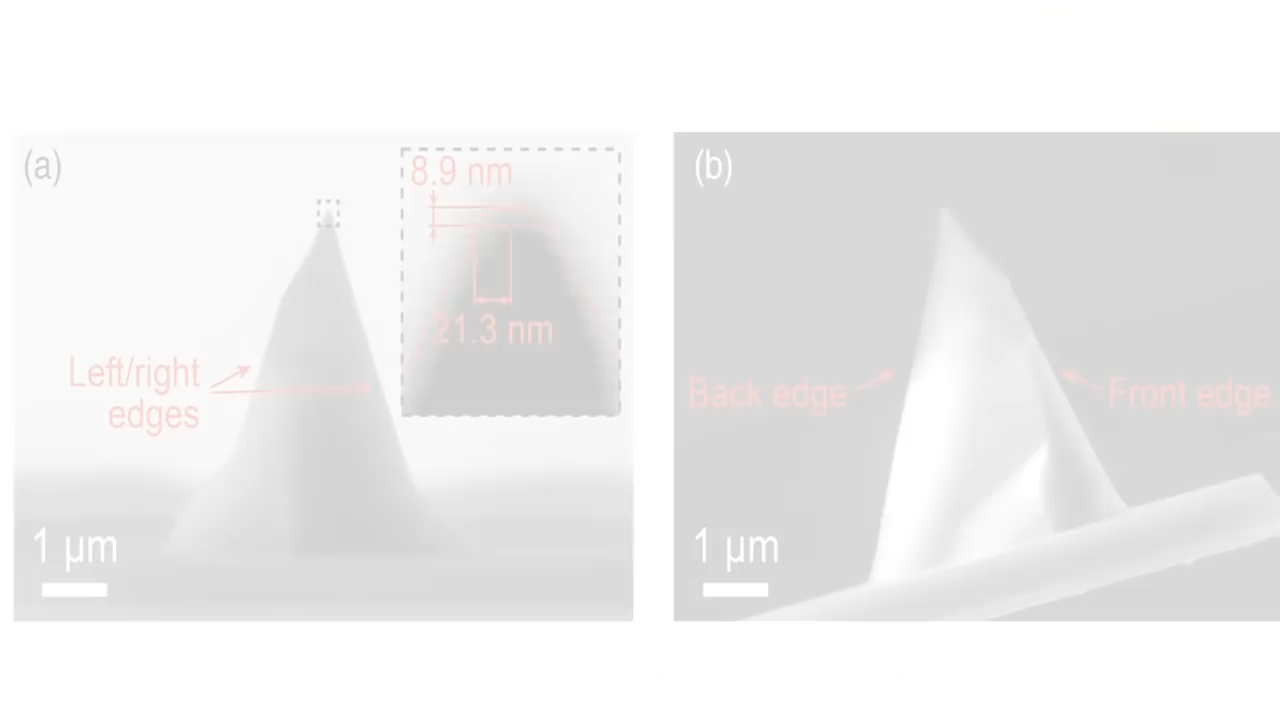 (a)
8.9 nm
21.3 nm
Left/right
edges
1 µm
(b)
Back edge
Front edge
1 µm